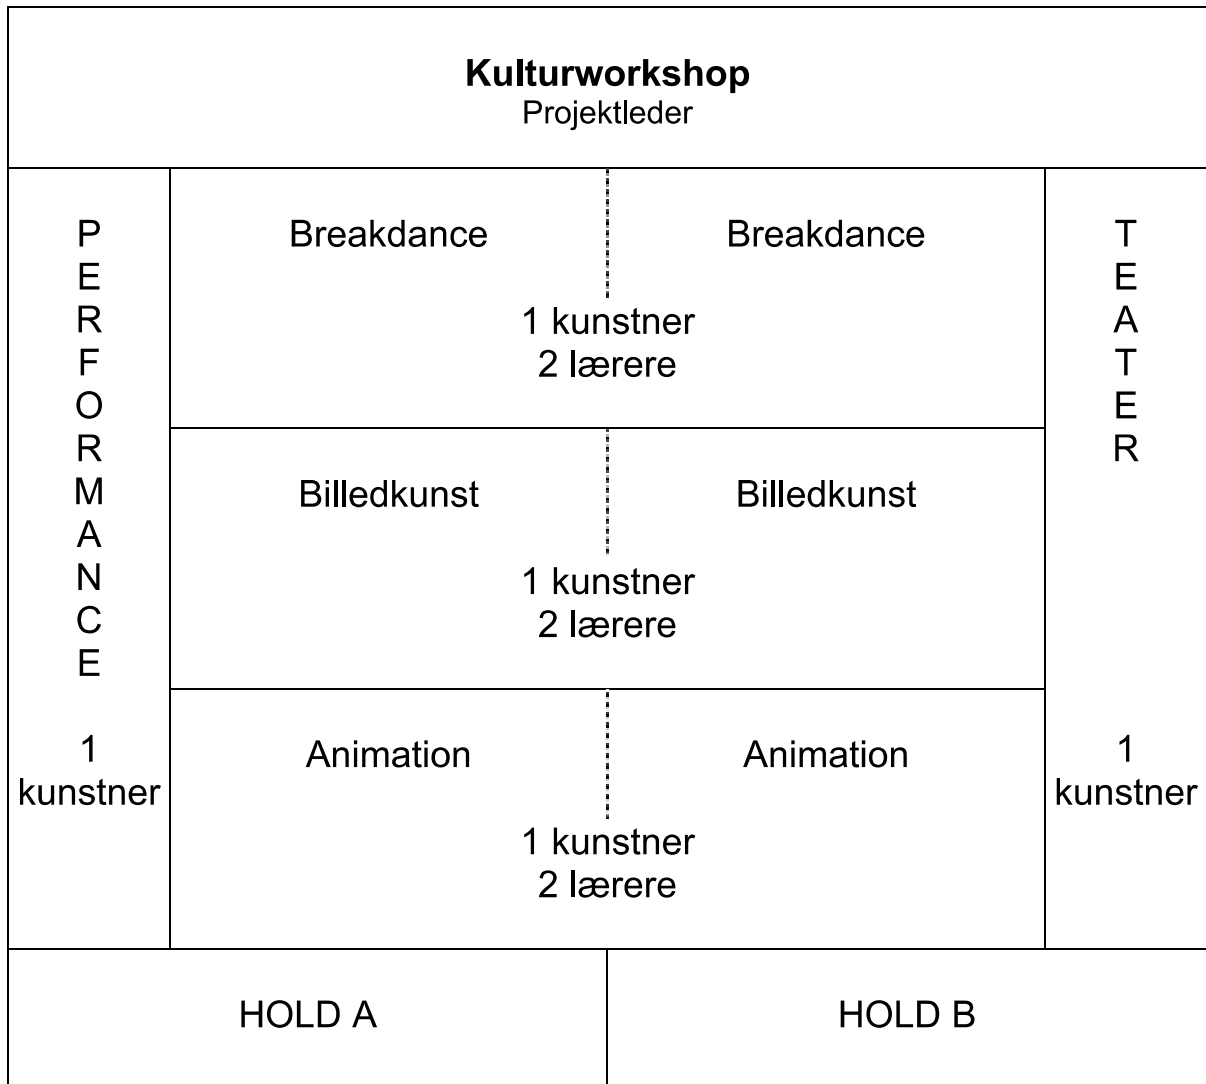 Kulturworkshop
Projektleder
P
E
R
F
O
R
M
A
N
C
E
1
kunstner
Breakdance
Breakdance
1 kunstner
2 lærere
Billedkunst
Billedkunst
1 kunstner
2 lærere
Animation
Animation
1 kunstner
2 lærere
T
E
A
T
E
R
1
kunstner
HOLD A
HOLD B